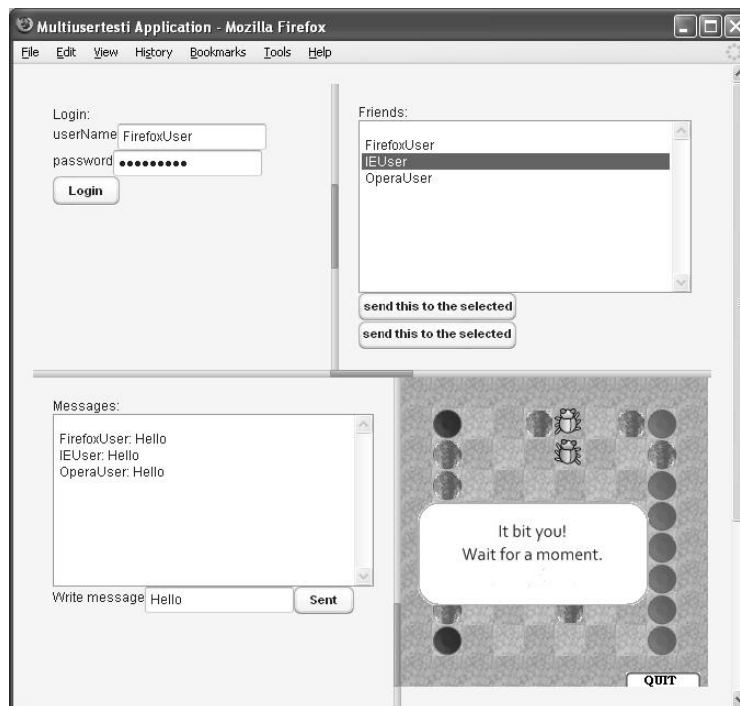 Multiusertesti Application - Mozilla Firefox
File Edit View History Bookmarks Tools Help
Login:
userName FirefoxUser
password
Login
Friends:
FirefoxUser
IEUser
OperaUser
send this to the selected
send this to the selected
Messages:
FirefoxUser: Hello
IEUser: Hello
OperaUser: Hello
Write message Hello Sent
It bit you!
Wait for a moment.
QUIT